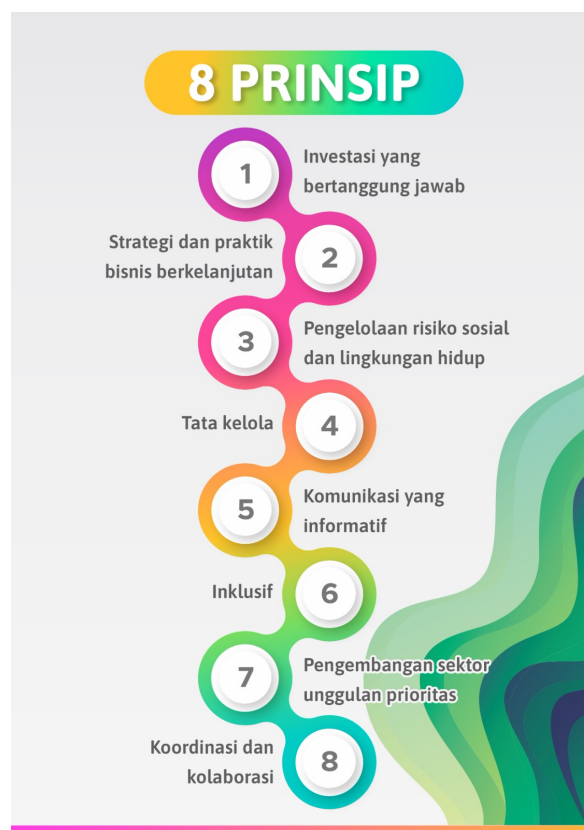 8 PRINSIP
1
Investasi yang
bertanggung jawab
Strategi dan praktik
bisnis berkelanjutan
2
3
Pengelolaan risiko sosial
dan lingkungan hidup
Tata kelola
4
5
Komunikasi yang
informatif
Inklusif
6
7
Pengembangan sektor
unggulan prioritas
Koordinasi dan
kolaborasi
8